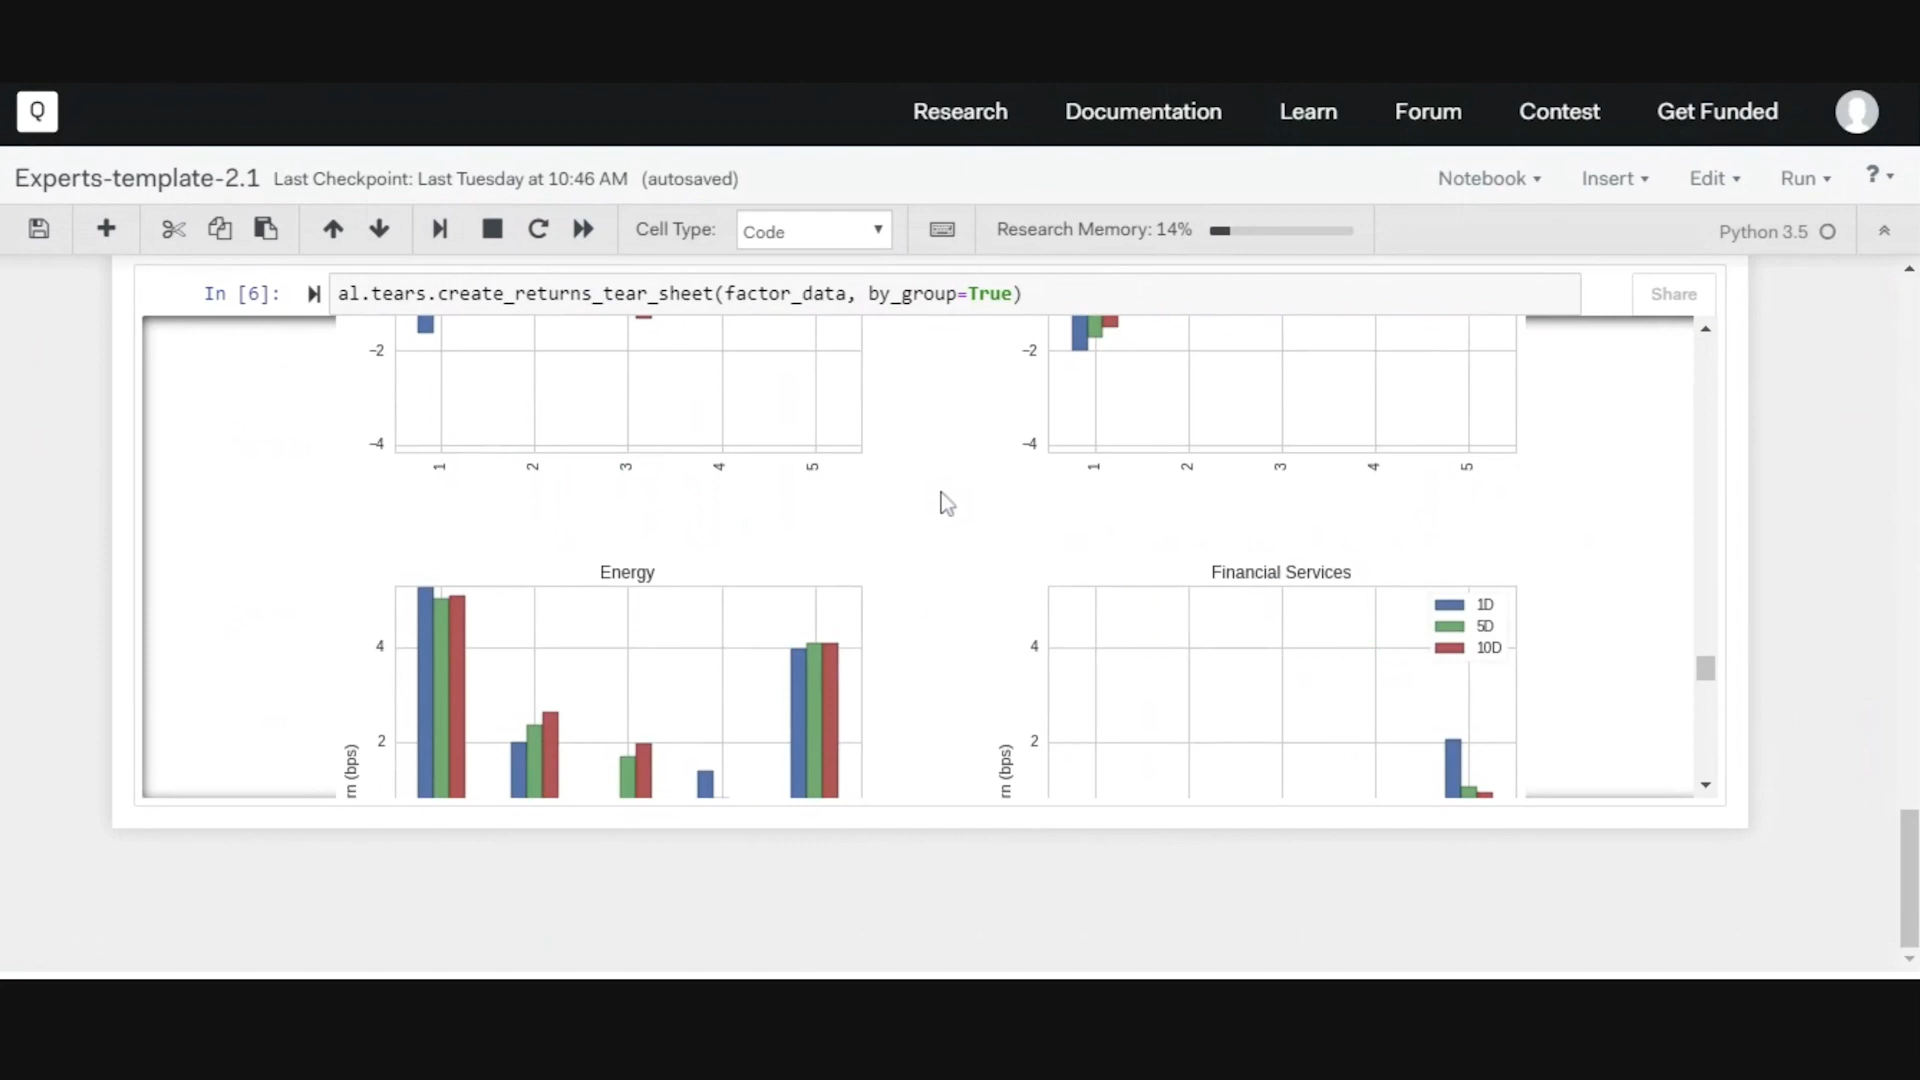 Q
Research Documentation Learn Forum Contest Get Funded
Experts-template-2.1 Last Checkpoint: Last Tuesday at 10:46 AM (autosaved)
Notebook Insert Edit Run ?
Cell Type: Code Research Memory: 14% Python 3.5
In [6]: al.tears.create_returns_tear_sheet(factor_data, by_group=True) Share
−2 −2
−4 −4
1 2 3 4 5 1 2 3 4 5
Energy Financial Services
1D
5D
10D
4 4
2 2
rn (bps) rn (bps)